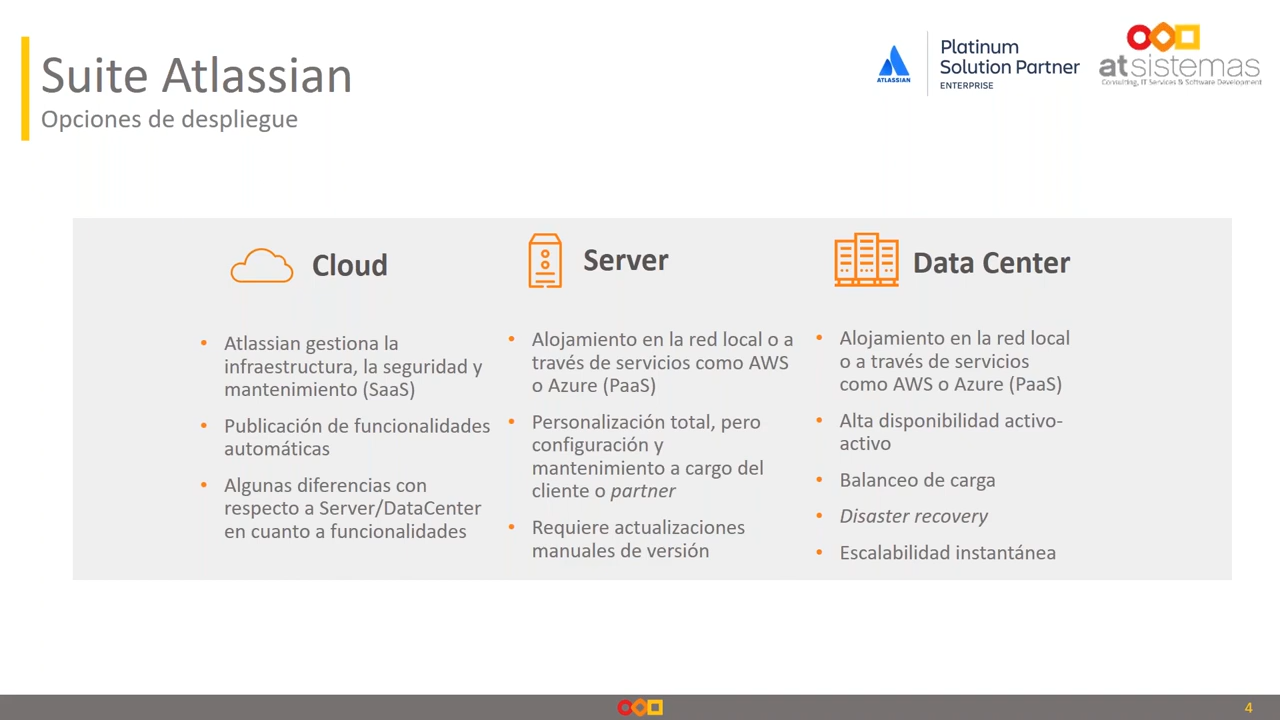 Suite Atlassian
Opciones de despliegue
ATLASSIAN
Platinum
Solution Partner
ENTERPRISE
atsistemas
Consulting, IT Services & Software Development
Cloud
• Atlassian gestiona la
infraestructura, la seguridad y
mantenimiento (SaaS)
• Publicación de funcionalidades
automáticas
• Algunas diferencias con
respecto a Server/DataCenter
en cuanto a funcionalidades
Server
• Alojamiento en la red local o a
través de servicios como AWS
o Azure (PaaS)
• Personalización total, pero
configuración y
mantenimiento a cargo del
cliente o partner
• Requiere actualizaciones
manuales de versión
Data Center
• Alojamiento en la red local
o a través de servicios
como AWS o Azure (PaaS)
• Alta disponibilidad activo-
activo
• Balanceo de carga
• Disaster recovery
• Escalabilidad instantánea
4